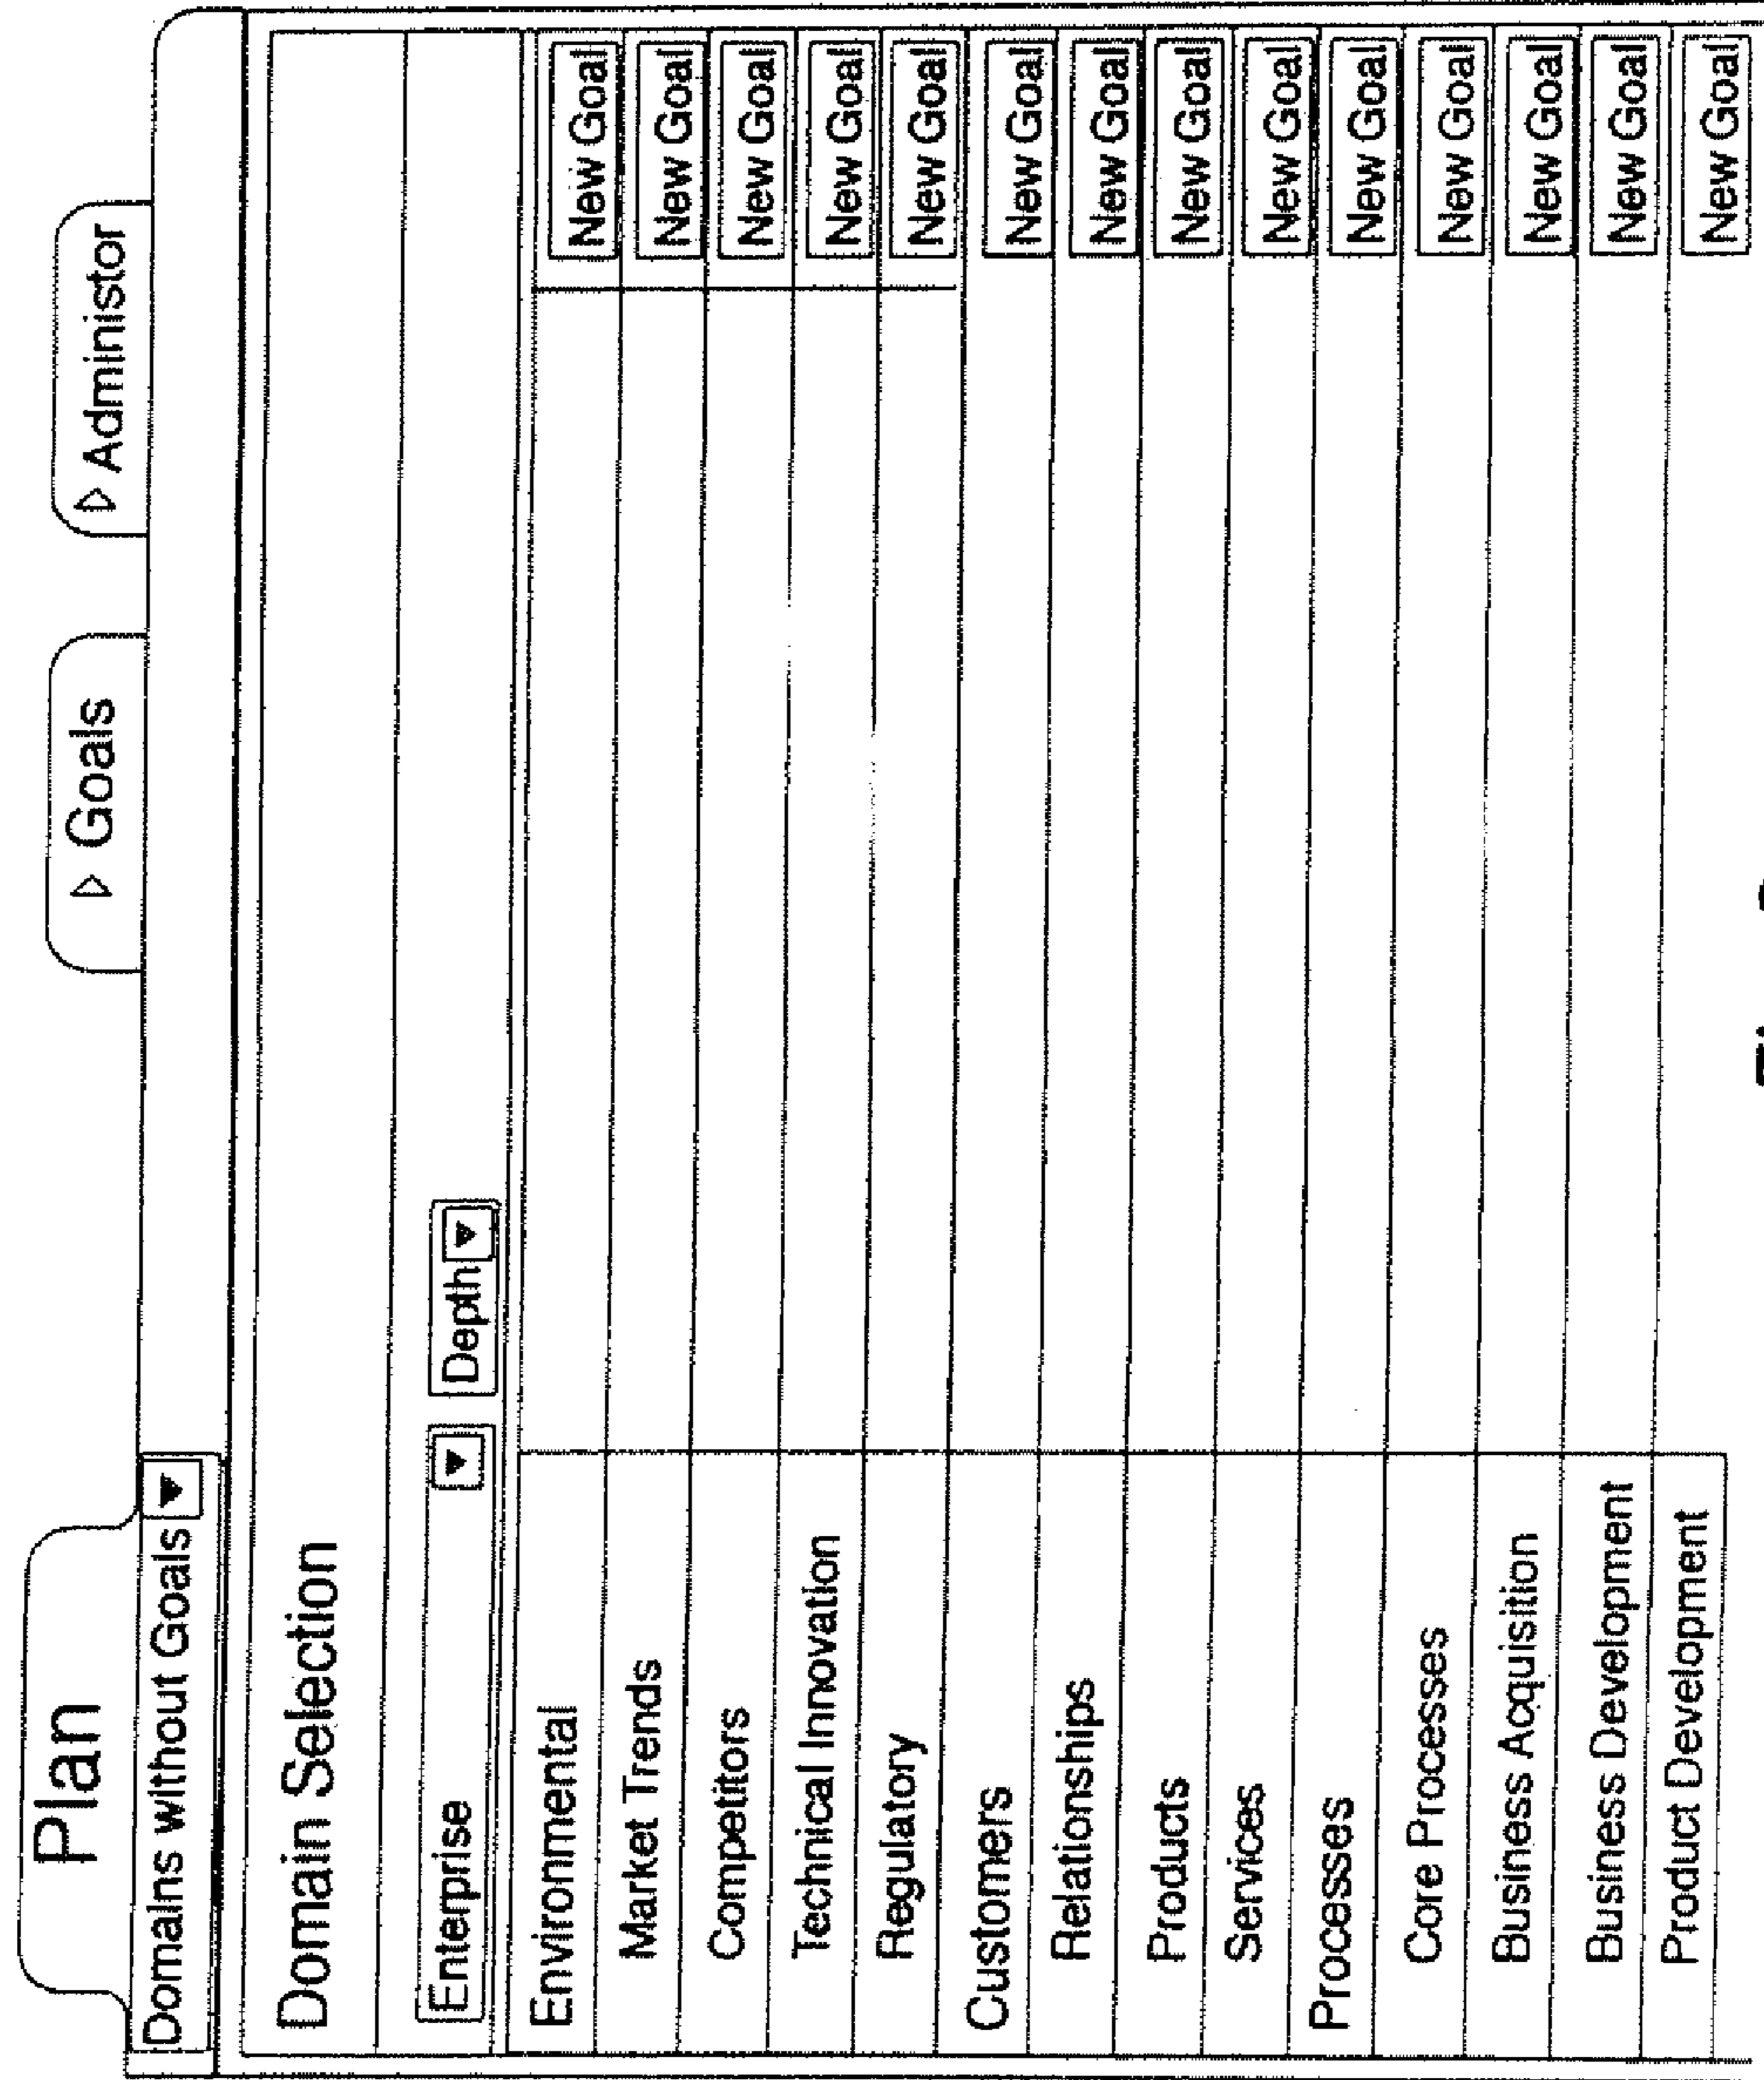 Plan ▷ Goals ▷ Administor
Domains without Goals
Domain Selection
Enterprise Depth
Environmental New Goal
Market Trends New Goal
Competitors New Goal
Technical Innovation New Goal
Regulatory New Goal
Customers New Goal
Relationships New Goal
Products New Goal
Services New Goal
Processes New Goal
Core Processes New Goal
Business Acquisition New Goal
Business Development New Goal
Product Development New Goal